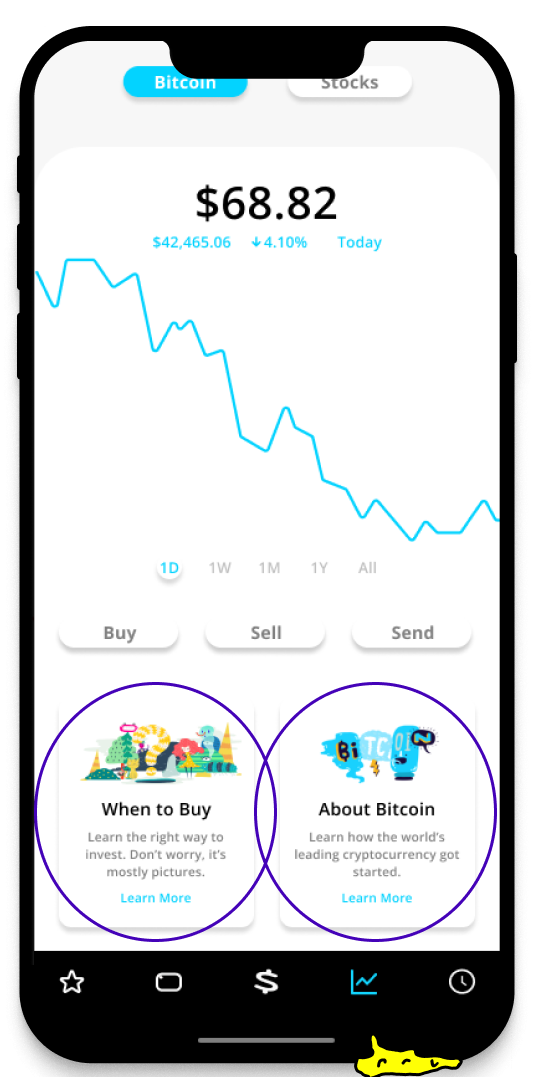 Bitcoin
Stocks
$68.82
$42,465.06 ↓4.10% Today
1D 1W 1M 1Y All
Buy Sell Send
BiTCOIN
When to Buy
Learn the right way to
invest. Don’t worry, it’s
mostly pictures.
Learn More
About Bitcoin
Learn how the world’s
leading cryptocurrency got
started.
Learn More